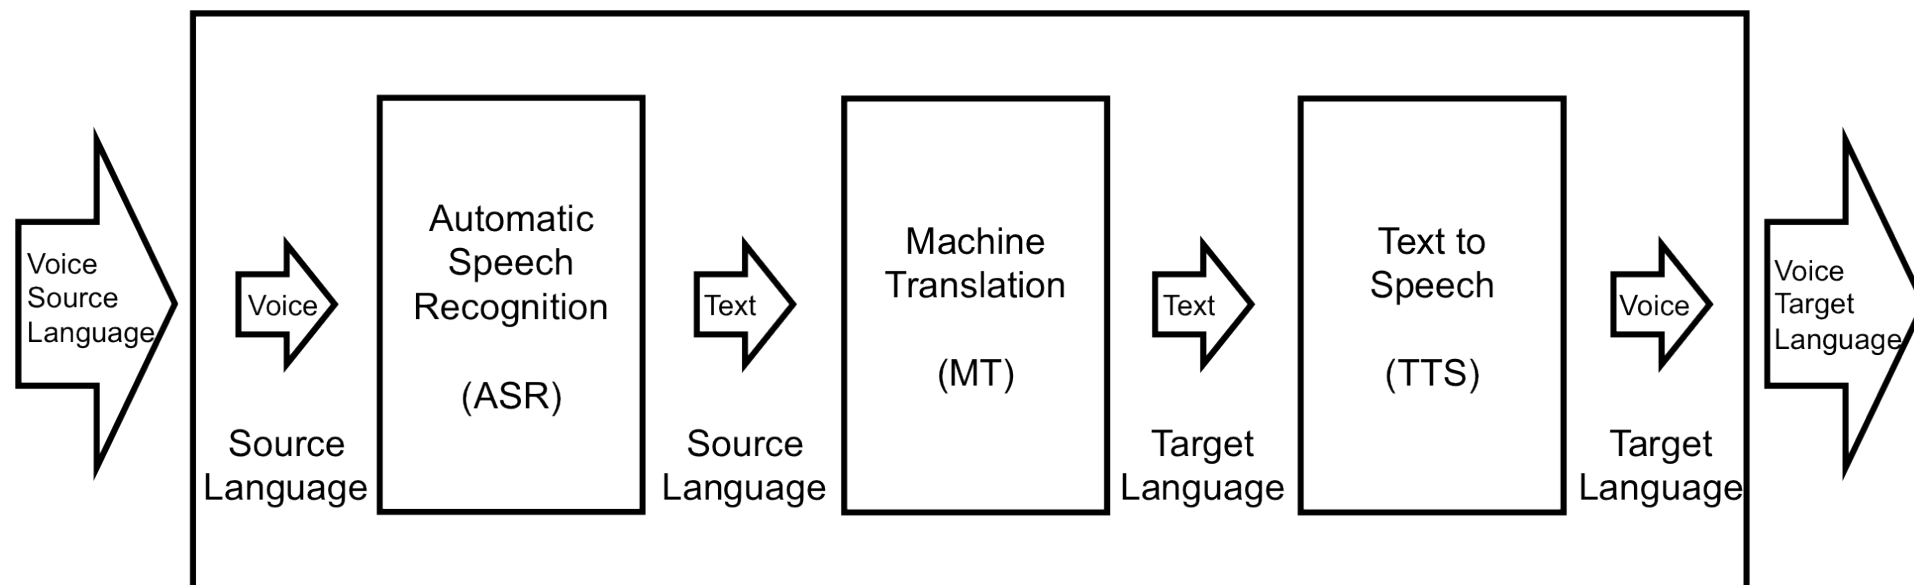 Voice
Source
Language
Voice
Source
Language
Automatic
Speech
Recognition
(ASR)
Text
Source
Language
Machine
Translation
(MT)
Text
Target
Language
Text to
Speech
(TTS)
Voice
Target
Language
Voice
Target
Language